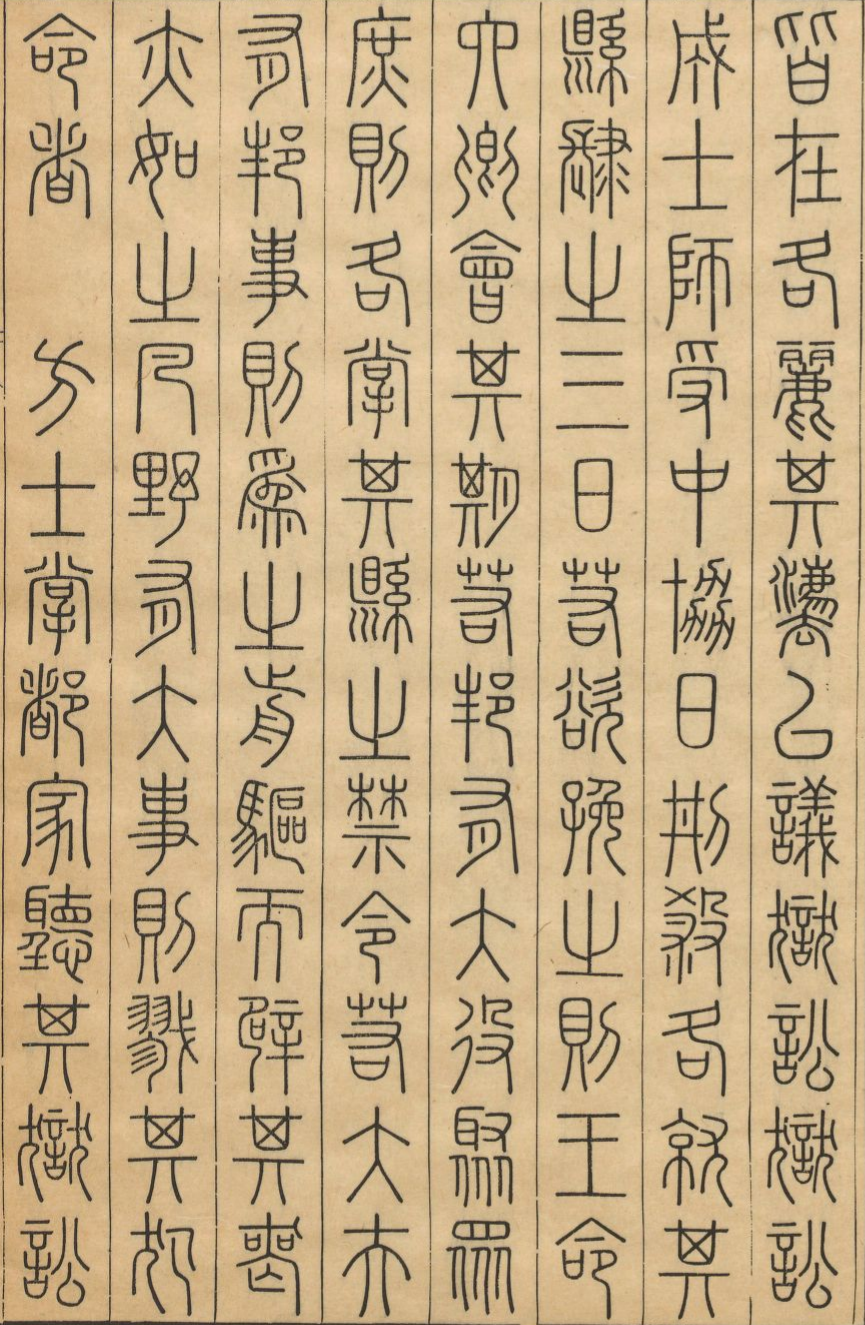 皆在各麗其灋以議獄訟獄訟
成士師受中協日刑殺各就其
縣肆之三日若欲㝃之則王命
六卿會其期若邦有大役聚眾
庶則各掌其縣之禁令若大夫
有邦事則爲之前驅而辟其喪
亦如之凡野有大事則戮其犯
命者　方士掌都家聽其獄訟